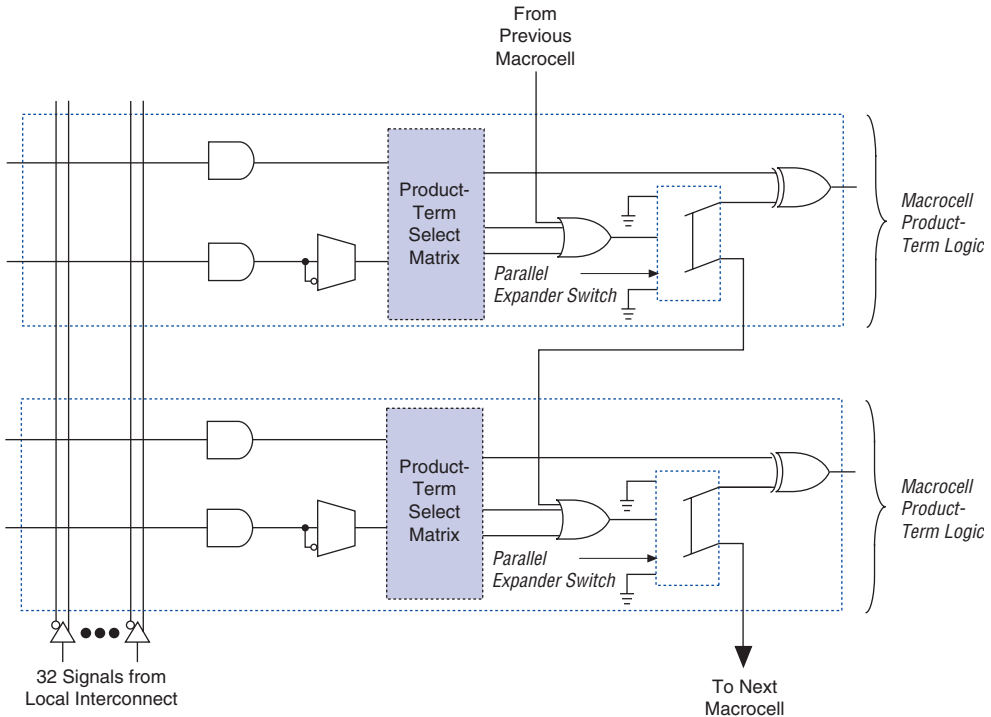 From
Previous
Macrocell
Product-
Term
Select
Matrix
Macrocell
Product-
Term Logic
Parallel
Expander Switch
Product-
Term
Select
Matrix
Macrocell
Product-
Term Logic
Parallel
Expander Switch
32 Signals from
Local Interconnect
To Next
Macrocell